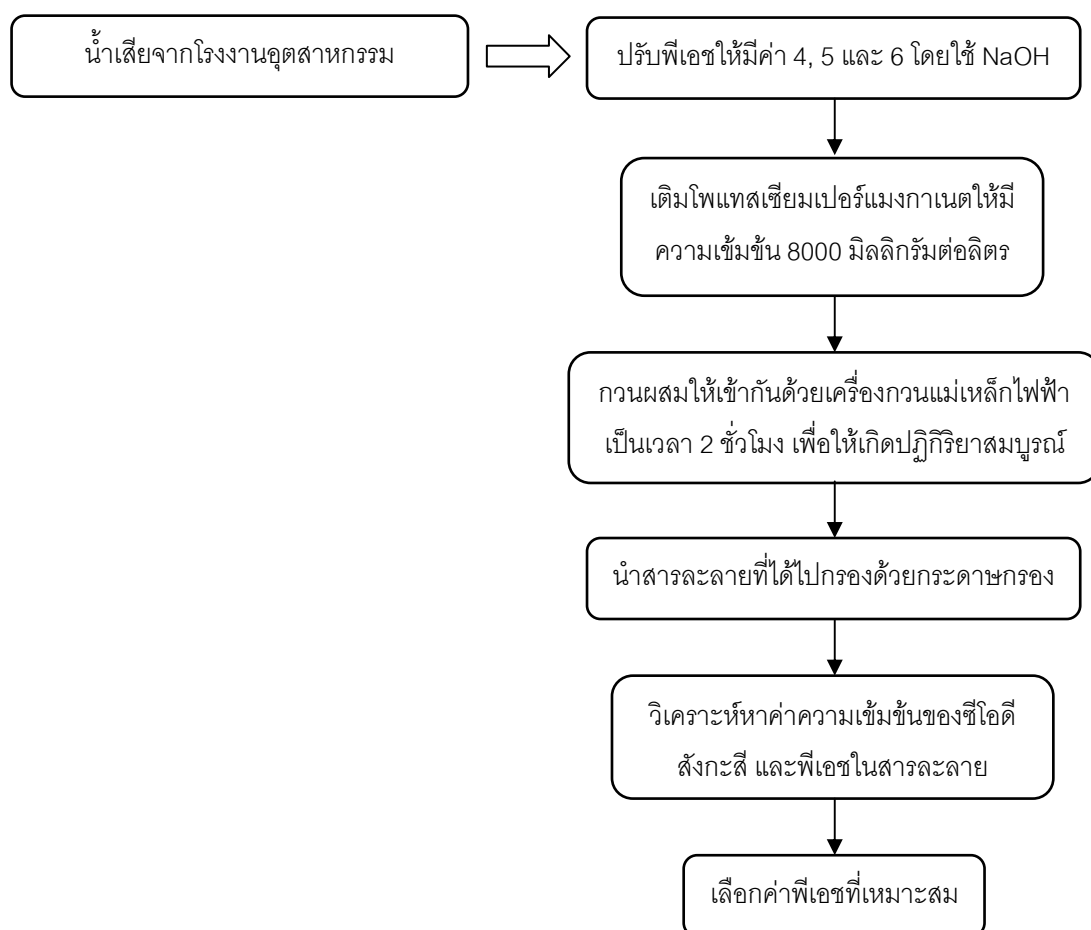 น้ำเสียจากโรงงานอุตสาหกรรม
ปรับพีเอชให้มีค่า 4, 5 และ 6 โดยใช้ NaOH
เติมโพแทสเซียมเปอร์แมงกาเนตให้มี
ความเข้มข้น 8000 มิลลิกรัมต่อลิตร
กวนผสมให้เข้ากันด้วยเครื่องกวนแม่เหล็กไฟฟ้า
เป็นเวลา 2 ชั่วโมง เพื่อให้เกิดปฏิกิริยาสมบูรณ์
นำสารละลายที่ได้ไปกรองด้วยกระดาษกรอง
วิเคราะห์หาค่าความเข้มข้นของซีโอดี
สังกะสี และพีเอชในสารละลาย
เลือกค่าพีเอชที่เหมาะสม